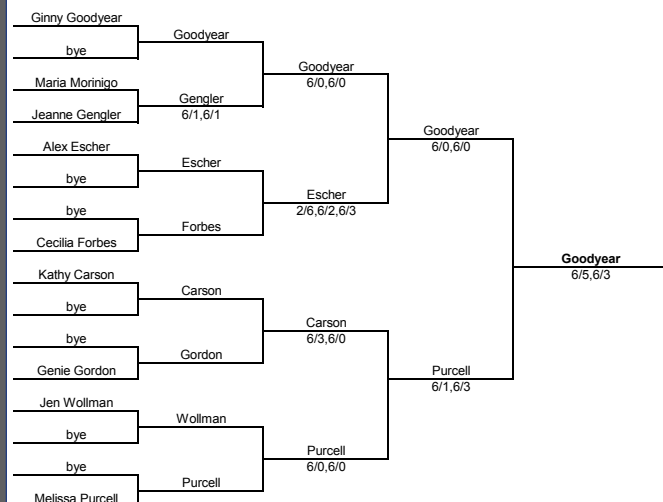 Ginny Goodyear
Goodyear
bye
Goodyear
6/0,6/0
Maria Morinigo
Gengler
6/1,6/1
Jeanne Gengler
Goodyear
6/0,6/0
Alex Escher
Escher
bye
Escher
2/6,6/2,6/3
bye
Forbes
Cecilia Forbes
Goodyear
6/5,6/3
Kathy Carson
Carson
bye
Carson
6/3,6/0
bye
Gordon
Genie Gordon
Purcell
6/1,6/3
Jen Wollman
Wollman
bye
Purcell
6/0,6/0
bye
Purcell
Melissa Purcell